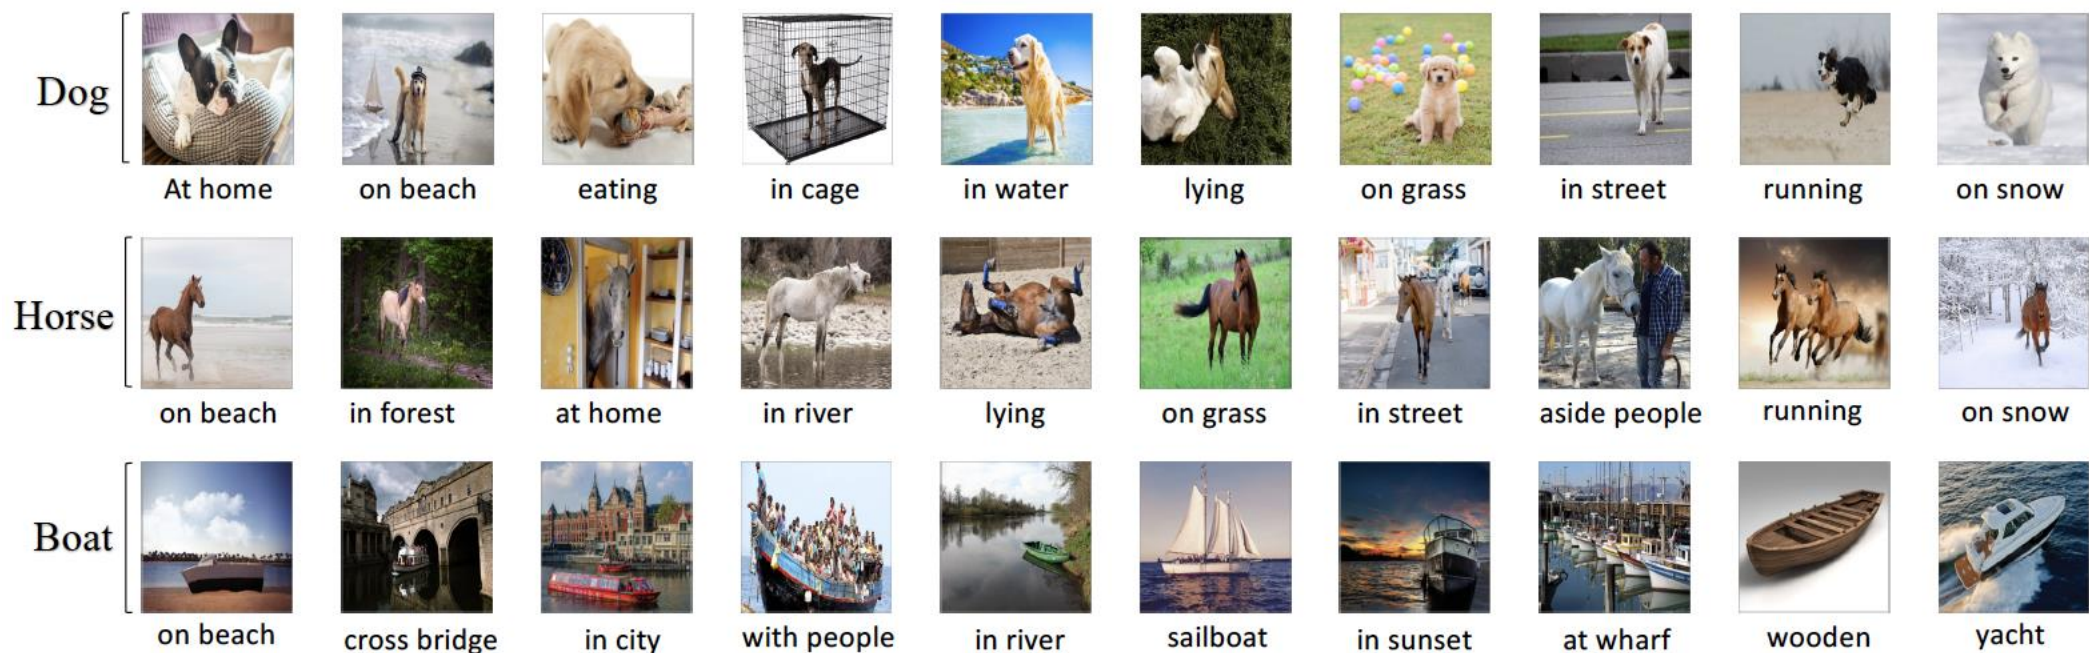 Dog
At home
on beach
eating
in cage
in water
lying
on grass
in street
running
on snow
Horse
on beach
in forest
at home
in river
lying
on grass
in street
aside people
running
on snow
Boat
on beach
cross bridge
in city
with people
in river
sailboat
in sunset
at wharf
wooden
yacht